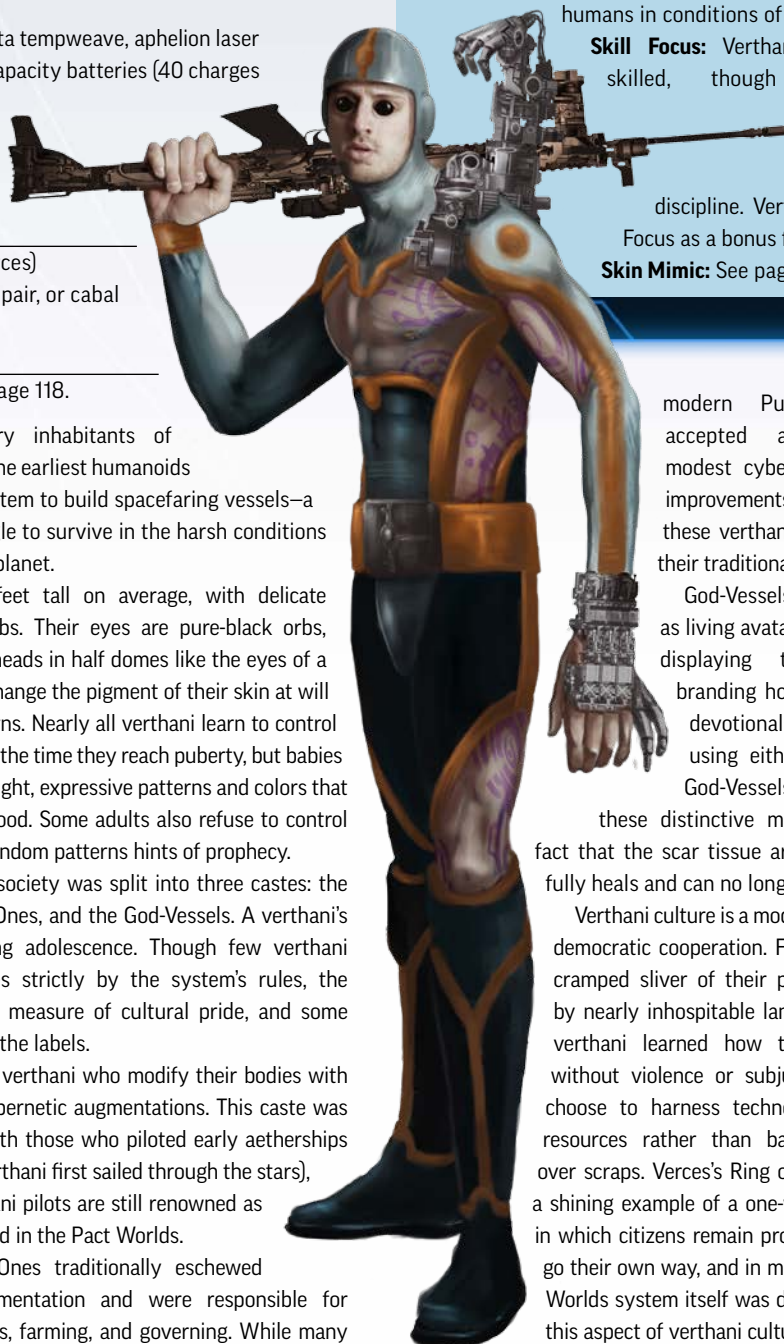 ta tempweave, aphelion laser
apacity batteries (40 charges
ces)
pair, or cabal
age 118.
ry inhabitants of
ne earliest humanoids
stem to build spacefaring vessels—a
le to survive in the harsh conditions
planet.
feet tall on average, with delicate
bs. Their eyes are pure-black orbs,
heads in half domes like the eyes of a
hange the pigment of their skin at will
rns. Nearly all verthani learn to control
the time they reach puberty, but babies
ght, expressive patterns and colors that
ood. Some adults also refuse to control
ndom patterns hints of prophecy.
society was split into three castes: the
Ones, and the God-Vessels. A verthani's
ng adolescence. Though few verthani
s strictly by the system's rules, the
measure of cultural pride, and some
the labels.
verthani who modify their bodies with
bernetic augmentations. This caste was
th those who piloted early aetherships
rthani first sailed through the stars),
ani pilots are still renowned as
d in the Pact Worlds.
Ones traditionally eschewed
mentation and were responsible for
s, farming, and governing. While many
humans in conditions of
Skill Focus: Verthan
skilled, though
discipline. Ver
Focus as a bonus f
Skin Mimic: See pag
modern Pu
accepted a
modest cybe
improvements
these verthan
their traditiona
God-Vessels
as living avata
displaying t
branding ho
devotional
using eith
God-Vessels
these distinctive m
fact that the scar tissue ar
fully heals and can no long
Verthani culture is a mod
democratic cooperation. F
cramped sliver of their p
by nearly inhospitable lan
verthani learned how t
without violence or subju
choose to harness techno
resources rather than ba
over scraps. Verces's Ring o
a shining example of a one-
in which citizens remain pro
go their own way, and in m
Worlds system itself was d
this aspect of verthani cultu